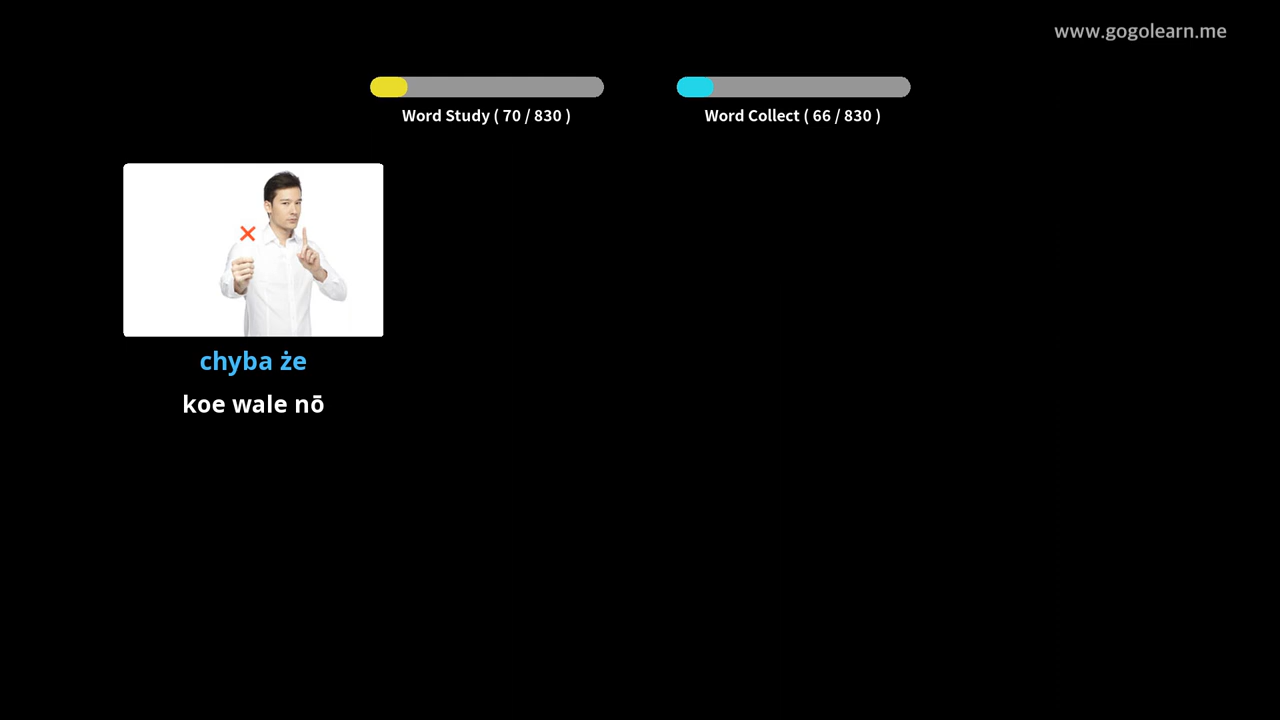 www.gogolearn.me
Word Study ( 70 / 830 )
Word Collect ( 66 / 830 )
chyba że
koe wale nō